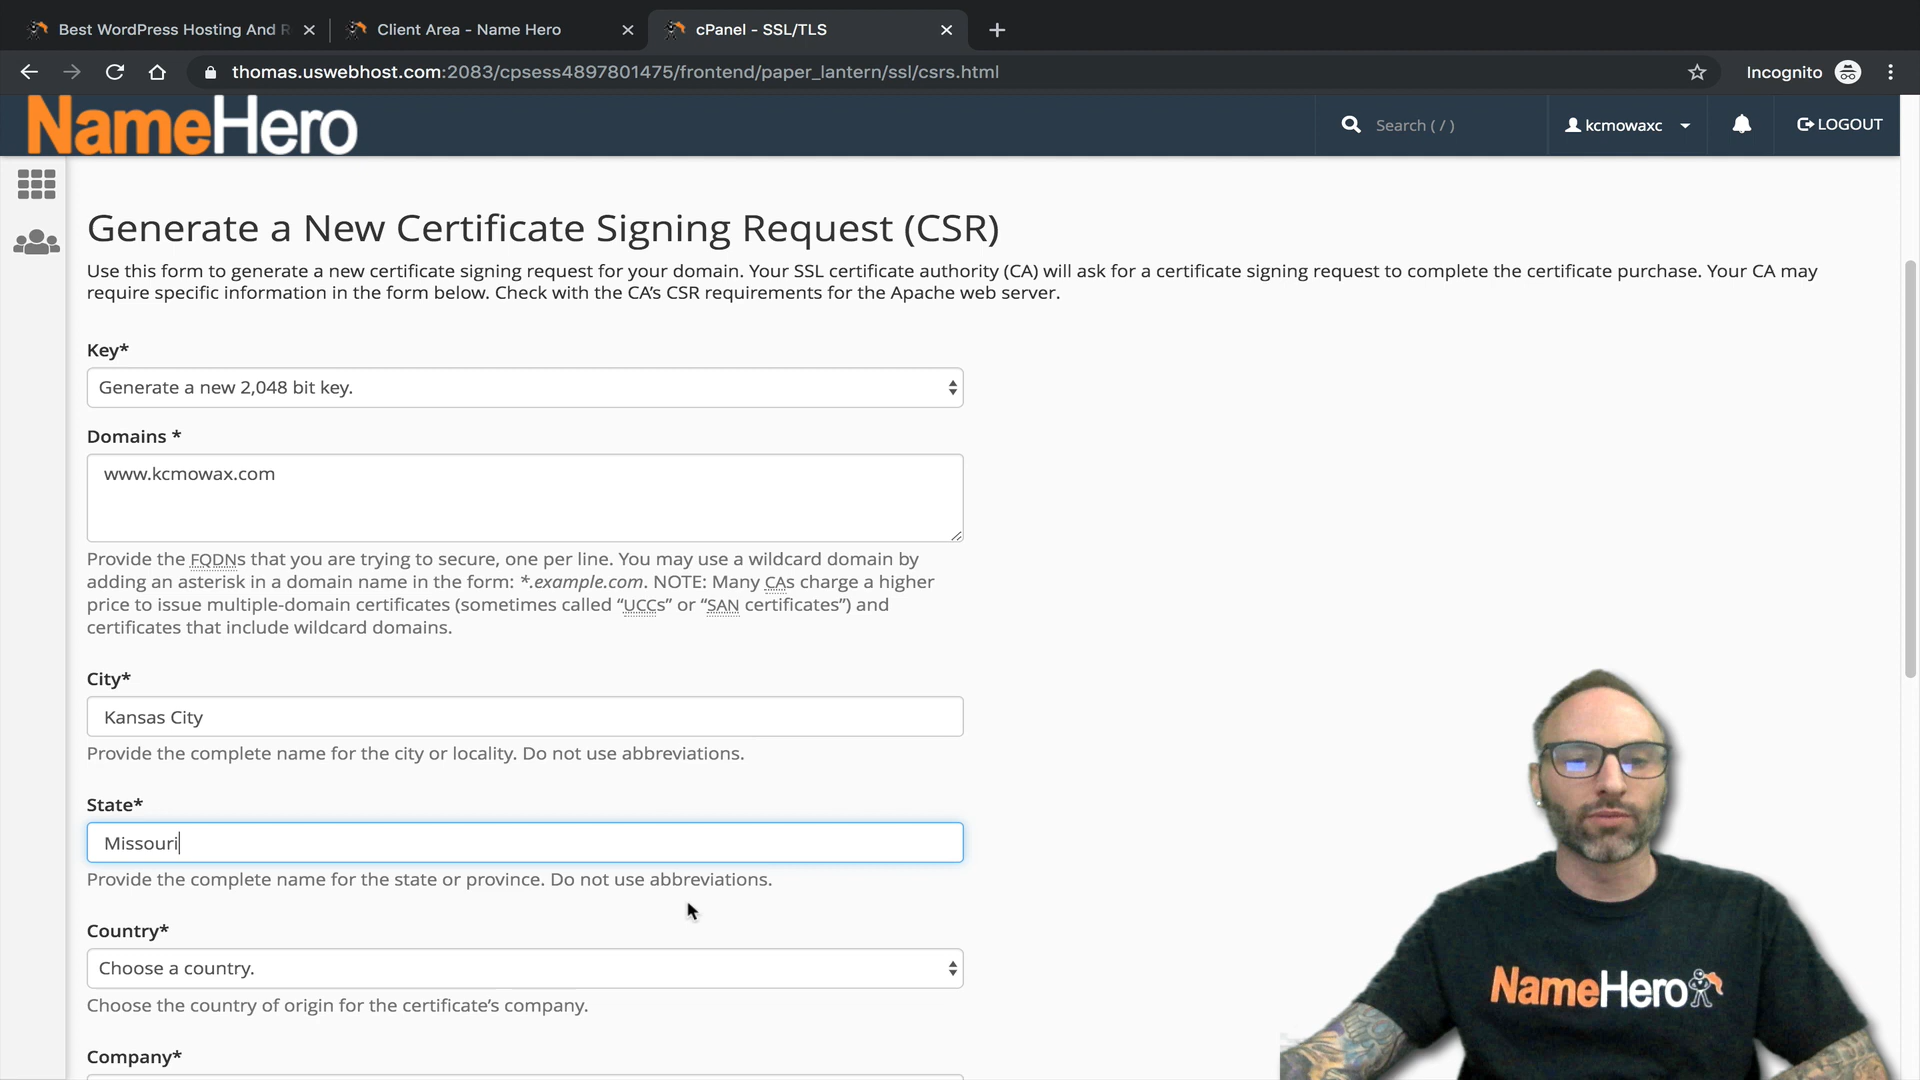 Best WordPress Hosting And R
Client Area - Name Hero
cPanel - SSL/TLS
thomas.uswebhost.com:2083/cpsess4897801475/frontend/paper_lantern/ssl/csrs.html
Incognito
NameHero
Search ( / )
kcmowaxc
LOGOUT
Generate a New Certificate Signing Request (CSR)
Use this form to generate a new certificate signing request for your domain. Your SSL certificate authority (CA) will ask for a certificate signing request to complete the certificate purchase. Your CA may
require specific information in the form below. Check with the CA’s CSR requirements for the Apache web server.
Key*
Generate a new 2,048 bit key.
Domains *
www.kcmowax.com
Provide the FQDNs that you are trying to secure, one per line. You may use a wildcard domain by
adding an asterisk in a domain name in the form: *.example.com. NOTE: Many CAs charge a higher
price to issue multiple-domain certificates (sometimes called “UCCs” or “SAN certificates”) and
certificates that include wildcard domains.
City*
Kansas City
Provide the complete name for the city or locality. Do not use abbreviations.
State*
Missouri
Provide the complete name for the state or province. Do not use abbreviations.
Country*
Choose a country.
Choose the country of origin for the certificate’s company.
Company*
NameHero